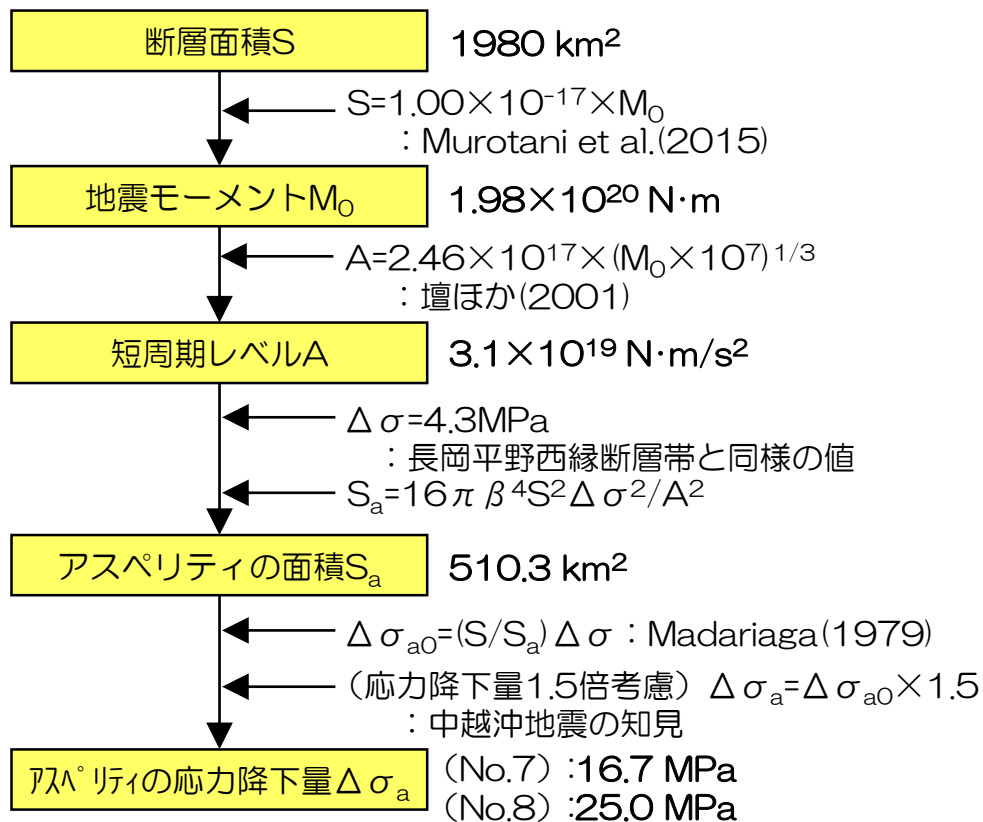 断層面積S 1980 km²
S=1.00×10⁻¹⁷×M₀
：Murotani et al.(2015)
地震モーメントM₀ 1.98×10²⁰ N·m
A=2.46×10¹⁷×(M₀×10⁷)¹ᐟ³
：壇ほか(2001)
短周期レベルA 3.1×10¹⁹ N·m/s²
Δσ=4.3MPa
：長岡平野西縁断層帯と同様の値
Sₐ=16πβ⁴S²Δσ²/A²
アスペリティの面積Sₐ 510.3 km²
Δσₐ₀=(S/Sₐ)Δσ：Madariaga(1979)
（応力降下量1.5倍考慮）Δσₐ=Δσₐ₀×1.5
：中越沖地震の知見
ｱｽﾍﾟﾘﾃｨの応力降下量Δσₐ （No.7）:16.7 MPa
（No.8）:25.0 MPa